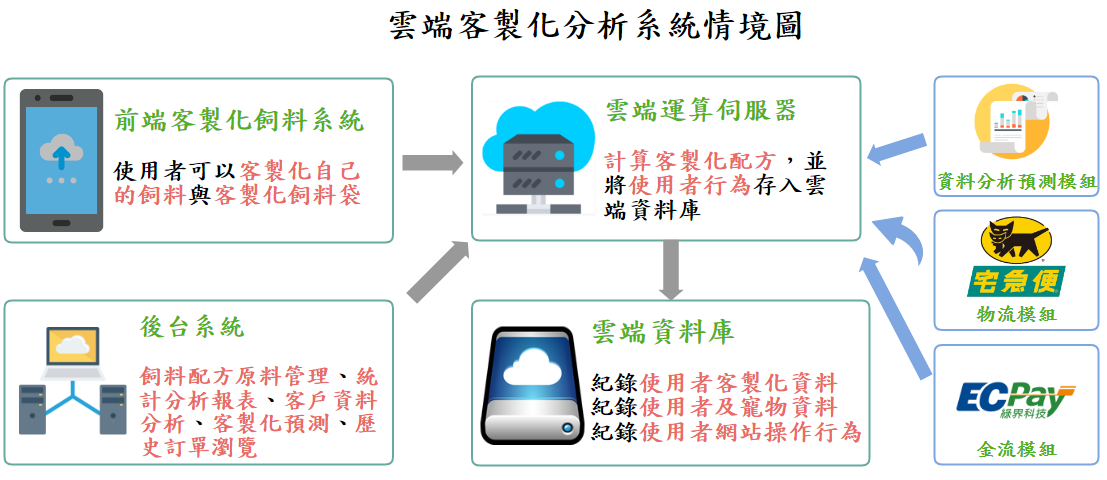 雲端客製化分析系統情境圖
前端客製化飼料系統
使用者可以客製化自己
的飼料與客製化飼料袋
雲端運算伺服器
計算客製化配方，並
將使用者行為存入雲
端資料庫
資料分析預測模組
宅急便
物流模組
後台系統
飼料配方原料管理、統
計分析報表、客戶資料
分析、客製化預測、歷
史訂單瀏覽
雲端資料庫
紀錄使用者客製化資料
紀錄使用者及寵物資料
紀錄使用者網站操作行為
ECPay
綠界科技
金流模組